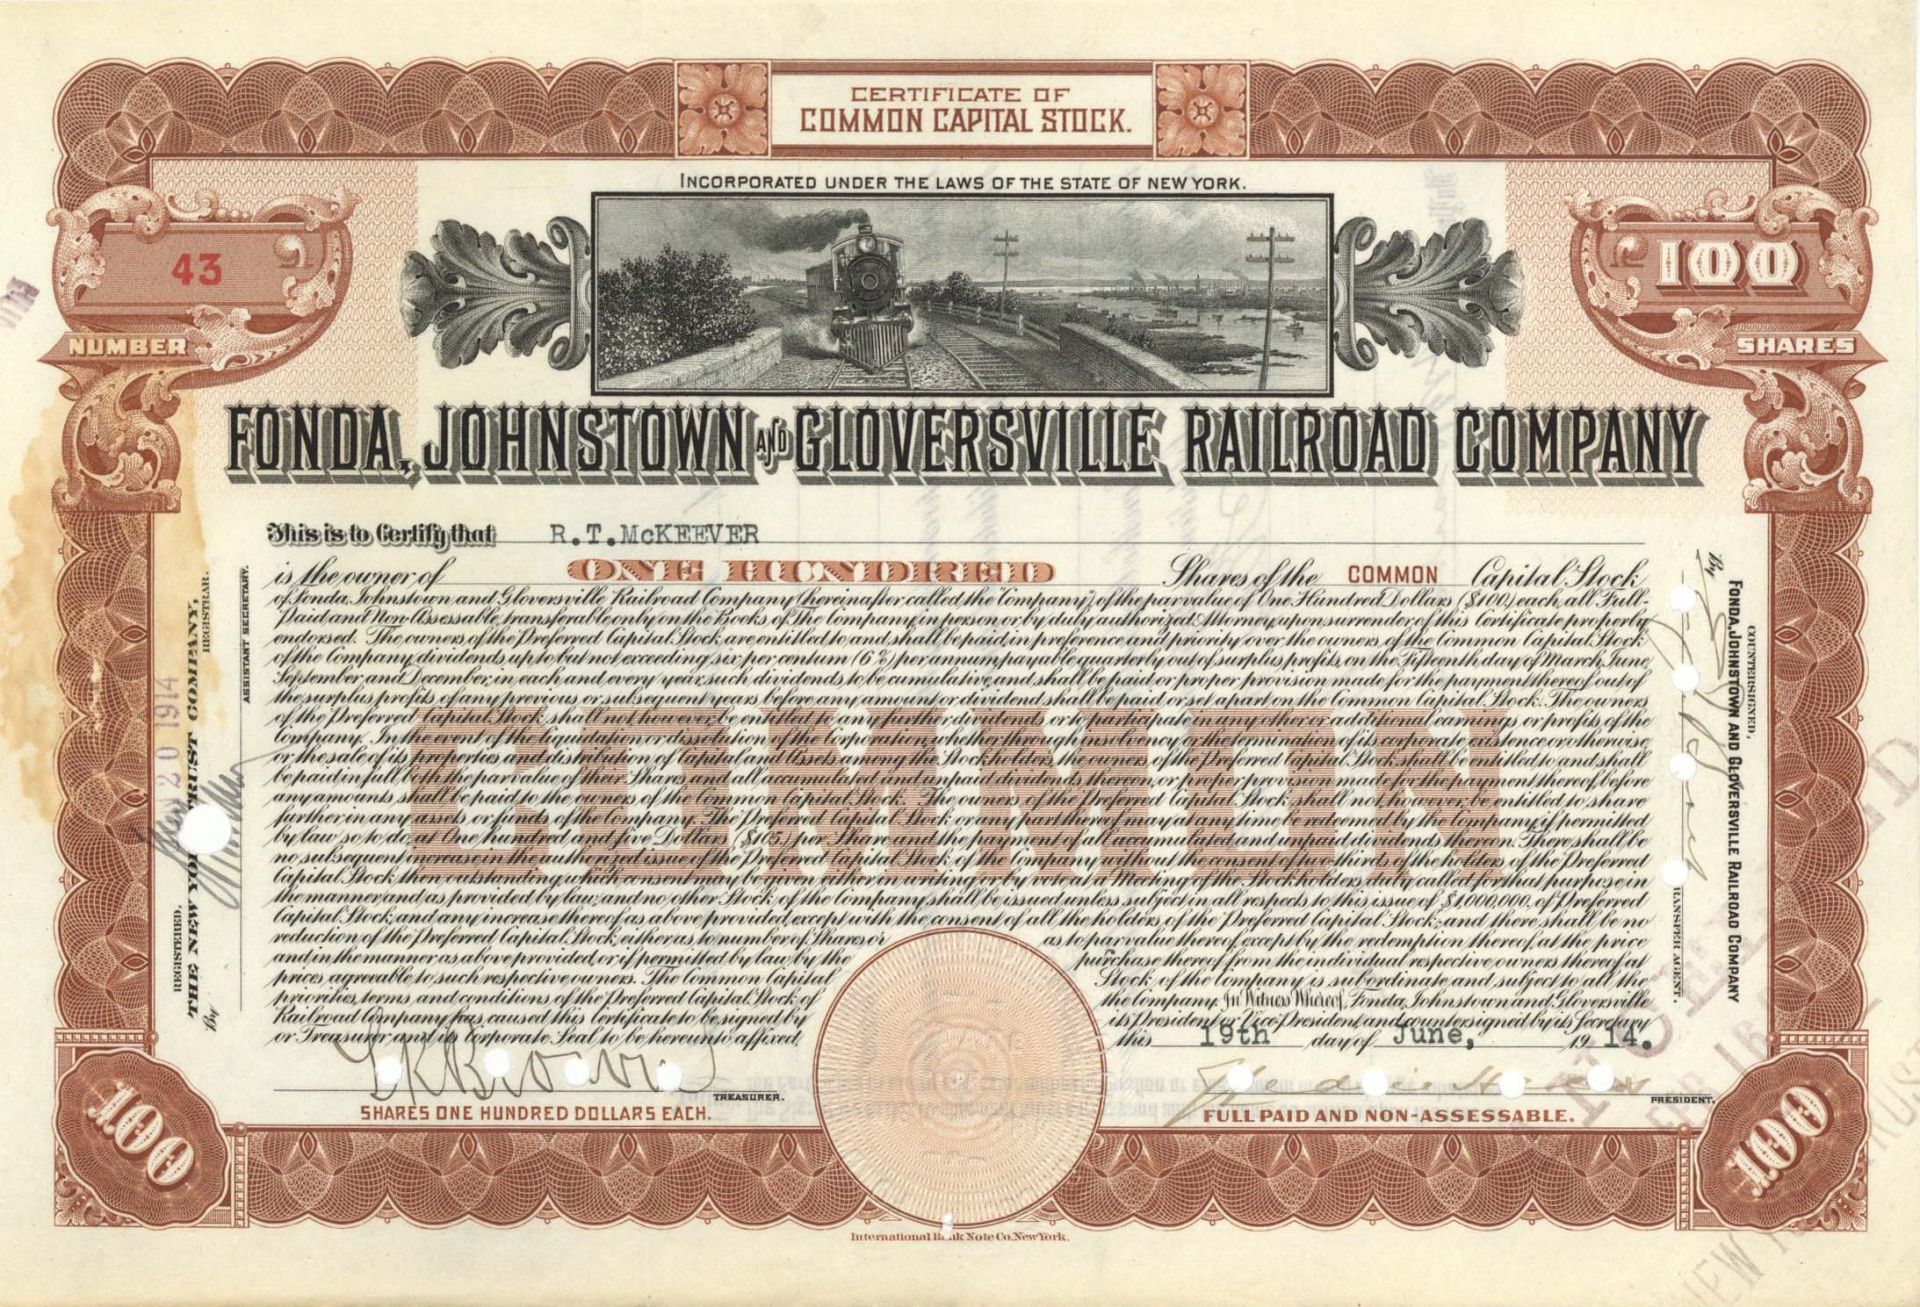 CERTIFICATE OF
COMMON CAPITAL STOCK.
INCORPORATED UNDER THE LAWS OF THE STATE OF NEW YORK.
43
NUMBER
100
SHARES
FONDA, JOHNSTOWN AND GLOVERSVILLE RAILROAD COMPANY
This is to Certify that R.T.McKEEVER
is the owner of ONE HUNDRED Shares of the COMMON Capital Stock
of Fonda, Johnstown and Gloversville Railroad Company (hereinafter called the Company), of the par value of One Hundred Dollars ($100) each, all Full-
Paid and Non-Assessable, transferable only on the Books of The Company, in person or by duly authorized Attorney, upon surrender of this Certificate properly
endorsed. The owners of the Preferred Capital Stock are entitled to and shall be paid, in preference and priority over the owners of the Common Capital Stock
of the Company dividends, up to but not exceeding six per centum (6%) per annum, payable quarterly out of surplus profits, on the Fifteenth day of March, June,
September and December, in each and every year, such dividends to be cumulative, and shall be paid or proper provision made for the payment thereof out of
the surplus profits of any previous or subsequent years before any amount or dividend shall be paid or set apart on the Common Capital Stock. The owners
of the Preferred Capital Stock shall not, however, be entitled to any further dividends or to participate in any other or additional earnings or profits of the
Company. In the event of the liquidation or dissolution of the Corporation, whether through insolvency or the termination of its corporate existence or otherwise
or the sale of its properties and distribution of Capital and Assets among the Stockholders, the owners of the Preferred Capital Stock shall be entitled to and shall
be paid in full both the par value of their Shares and all accumulated and unpaid dividends thereon, or proper provision made for the payment thereof, before
any amounts shall be paid to the owners of the Common Capital Stock. The owners of the Preferred Capital Stock shall not, however, be entitled to share
further in any assets or funds of the Company. The Preferred Capital Stock or any part thereof may at any time be redeemed by the Company, if permitted
by law so to do, at One hundred and five Dollars ($105.) per Share and the payment of all accumulated and unpaid dividends thereon. There shall be
no subsequent increase in the authorized issue of the Preferred Capital Stock of the Company without the consent of two-thirds of the holders of the Preferred
Capital Stock then outstanding, which consent may be given either in writing or by vote at a Meeting of the Stockholders duly called for that purpose in
the manner and as provided by law, and no other Stock of the Company shall be issued unless subject in all respects to this issue of $1,000,000, of Preferred
Capital Stock, and any increase thereof as above provided, except with the consent of all the holders of the Preferred Capital Stock; and there shall be no
reduction of the Preferred Capital Stock, either as to number of Shares or as to par value thereof, except by the redemption thereof, at the price
and in the manner as above provided, or if permitted by law by the purchase thereof from the individual respective owners thereof at
prices agreeable to such respective owners. The Common Capital Stock of the Company is subordinate and subject to all the
priorities, terms, and conditions of the Preferred Capital Stock of the Company. In Witness Whereof, Fonda, Johnstown and Gloversville
Railroad Company has caused this Certificate to be signed by its President or Vice President, and countersigned by its Secretary
or Treasurer, and its Corporate Seal to be hereunto affixed, this 19th day of June, 1914.
COMMON
TREASURER.
PRESIDENT.
SHARES ONE HUNDRED DOLLARS EACH.
FULL PAID AND NON-ASSESSABLE.
100
100
International Bank Note Co. New York.
REGISTERED.
THE NEW YORK TRUST COMPANY,
REGISTRAR.
By
ASSISTANT SECRETARY.
20 1914
COUNTERSIGNED,
FONDA, JOHNSTOWN AND GLOVERSVILLE RAILROAD COMPANY
By
TRANSFER AGENT.